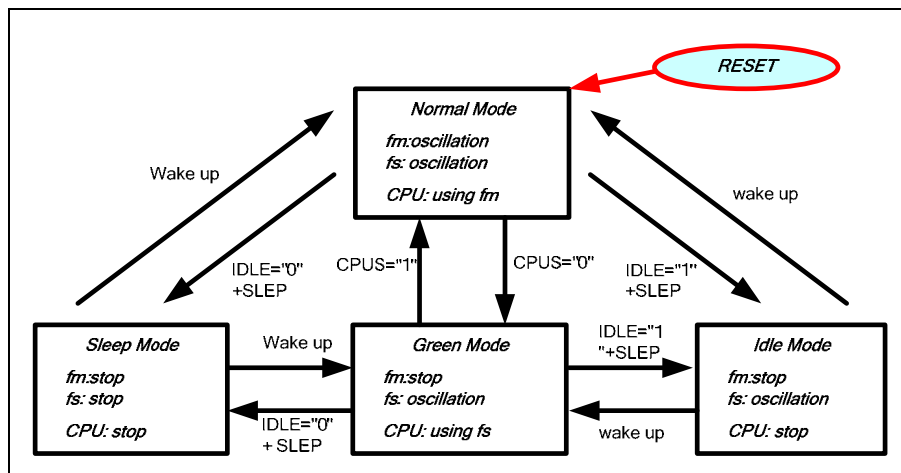 RESET
Normal Mode
fm:oscillation
fs: oscillation
CPU: using fm
Wake up
wake up
IDLE="0"
+SLEP
CPUS="1"
CPUS="0"
IDLE="1"
+SLEP
Sleep Mode
fm:stop
fs: stop
CPU: stop
Wake up
IDLE="0"
+ SLEP
Green Mode
fm:stop
fs: oscillation
CPU: using fs
IDLE="1
"+SLEP
wake up
Idle Mode
fm:stop
fs: oscillation
CPU: stop